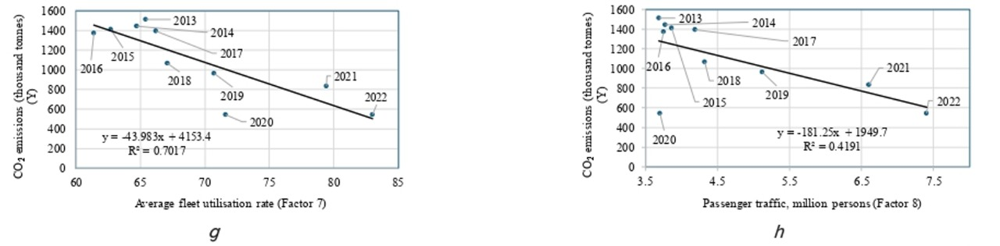 CO₂ emissions (thousand tonnes)
(Y)
1600
1400
1200
1000
800
600
400
200
0
2013
2014
2017
2015
2016
2018
2021
2019
2022
2020
y = -43.983x + 4153.4
R² = 0.7017
60 65 70 75 80 85
Average fleet utilisation rate (Factor 7)
g
CO₂ emissions (thousand tonnes)
(Y)
1600
1400
1200
1000
800
600
400
200
0
2013
2014
2017
2016
2018
2021
2015
2019
2022
2020
y = -181.25x + 1949.7
R² = 0.4191
3.5 4.5 5.5 6.5 7.5
Passenger traffic, million persons (Factor 8)
h